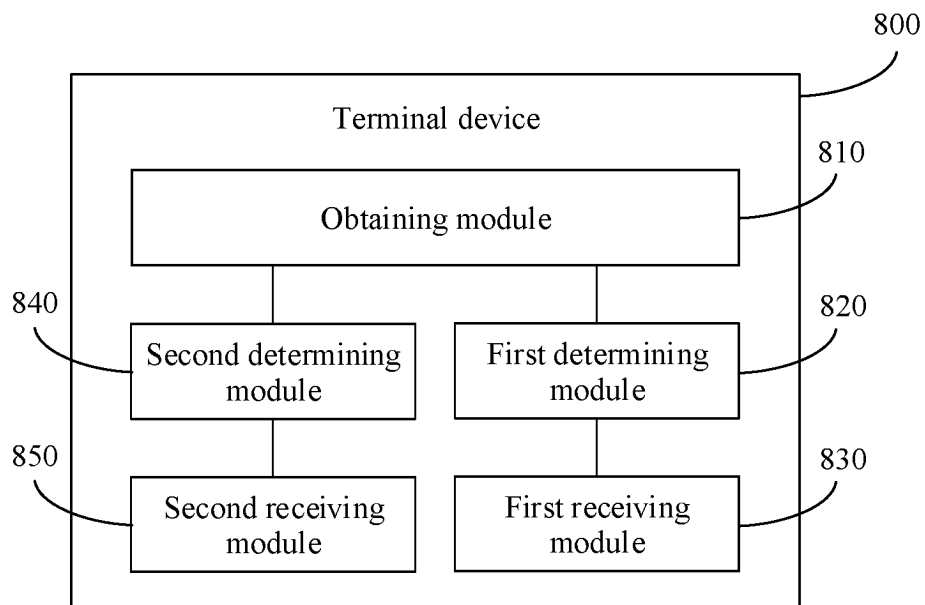 800
Terminal device
810
Obtaining module
840
820
Second determining
module
First determining
module
850
830
Second receiving
module
First receiving
module